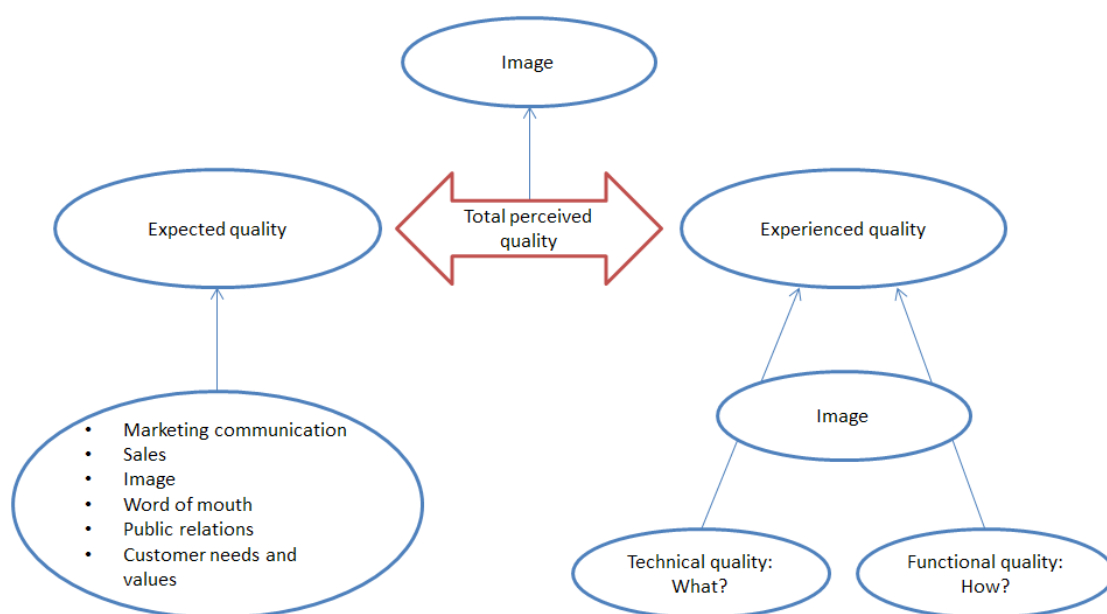 Image
Expected quality
Total perceived
quality
Experienced quality
• Marketing communication
• Sales
• Image
• Word of mouth
• Public relations
• Customer needs and
values
Image
Technical quality:
What?
Functional quality:
How?